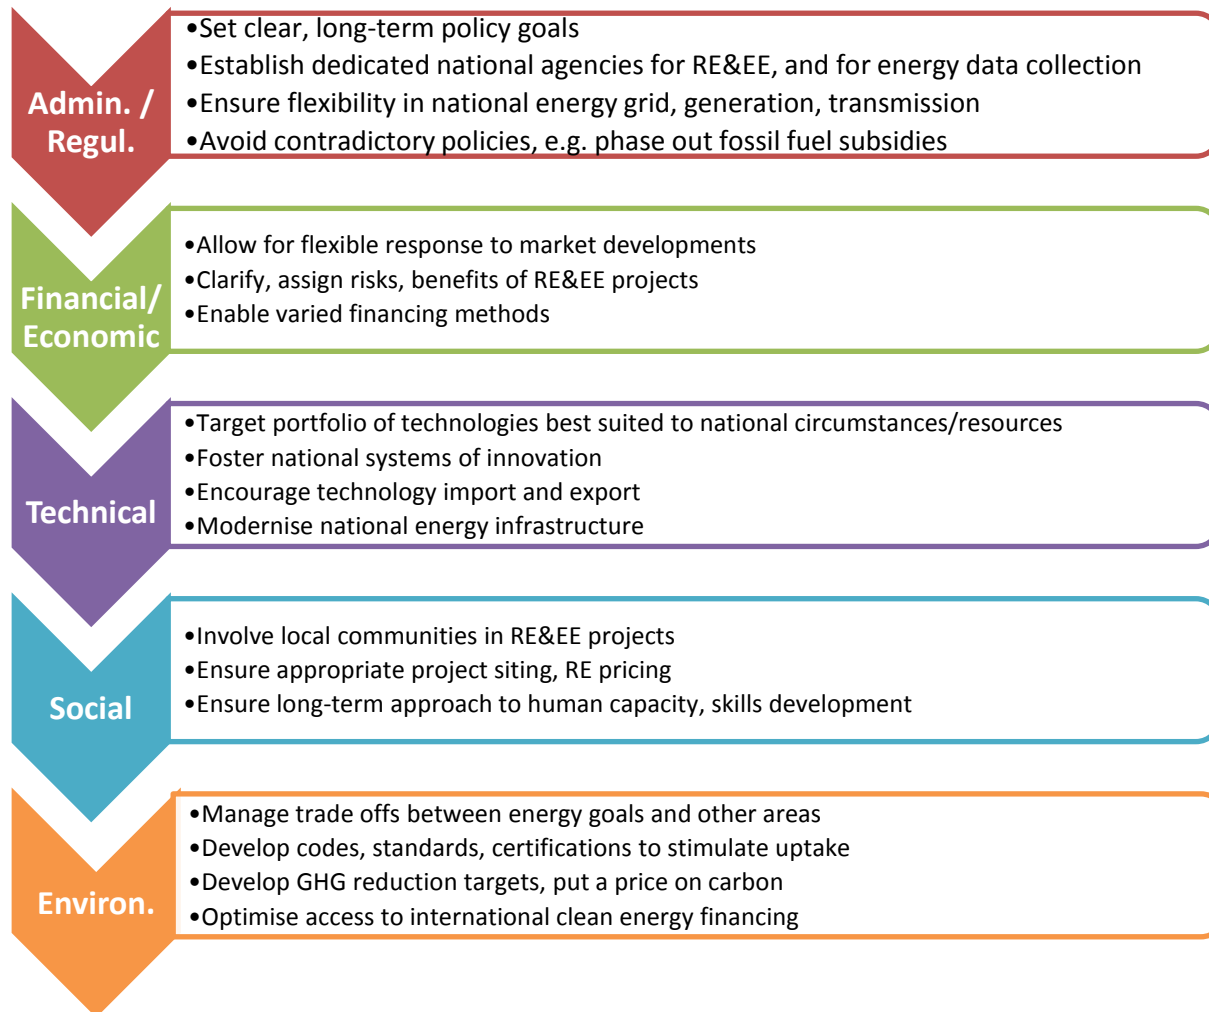 Admin. /
Regul.
•Set clear, long-term policy goals
•Establish dedicated national agencies for RE&EE, and for energy data collection
•Ensure flexibility in national energy grid, generation, transmission
•Avoid contradictory policies, e.g. phase out fossil fuel subsidies
Financial/
Economic
•Allow for flexible response to market developments
•Clarify, assign risks, benefits of RE&EE projects
•Enable varied financing methods
Technical
•Target portfolio of technologies best suited to national circumstances/resources
•Foster national systems of innovation
•Encourage technology import and export
•Modernise national energy infrastructure
Social
•Involve local communities in RE&EE projects
•Ensure appropriate project siting, RE pricing
•Ensure long-term approach to human capacity, skills development
Environ.
•Manage trade offs between energy goals and other areas
•Develop codes, standards, certifications to stimulate uptake
•Develop GHG reduction targets, put a price on carbon
•Optimise access to international clean energy financing